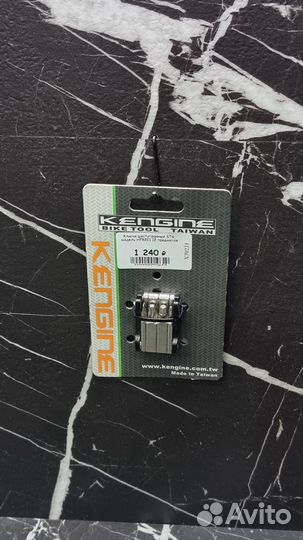 KENGINE
BIKE TOOL TAIWAN
1 240 ₽
KENGINE
www.kengine.com.tw
Made in Taiwan
Avito